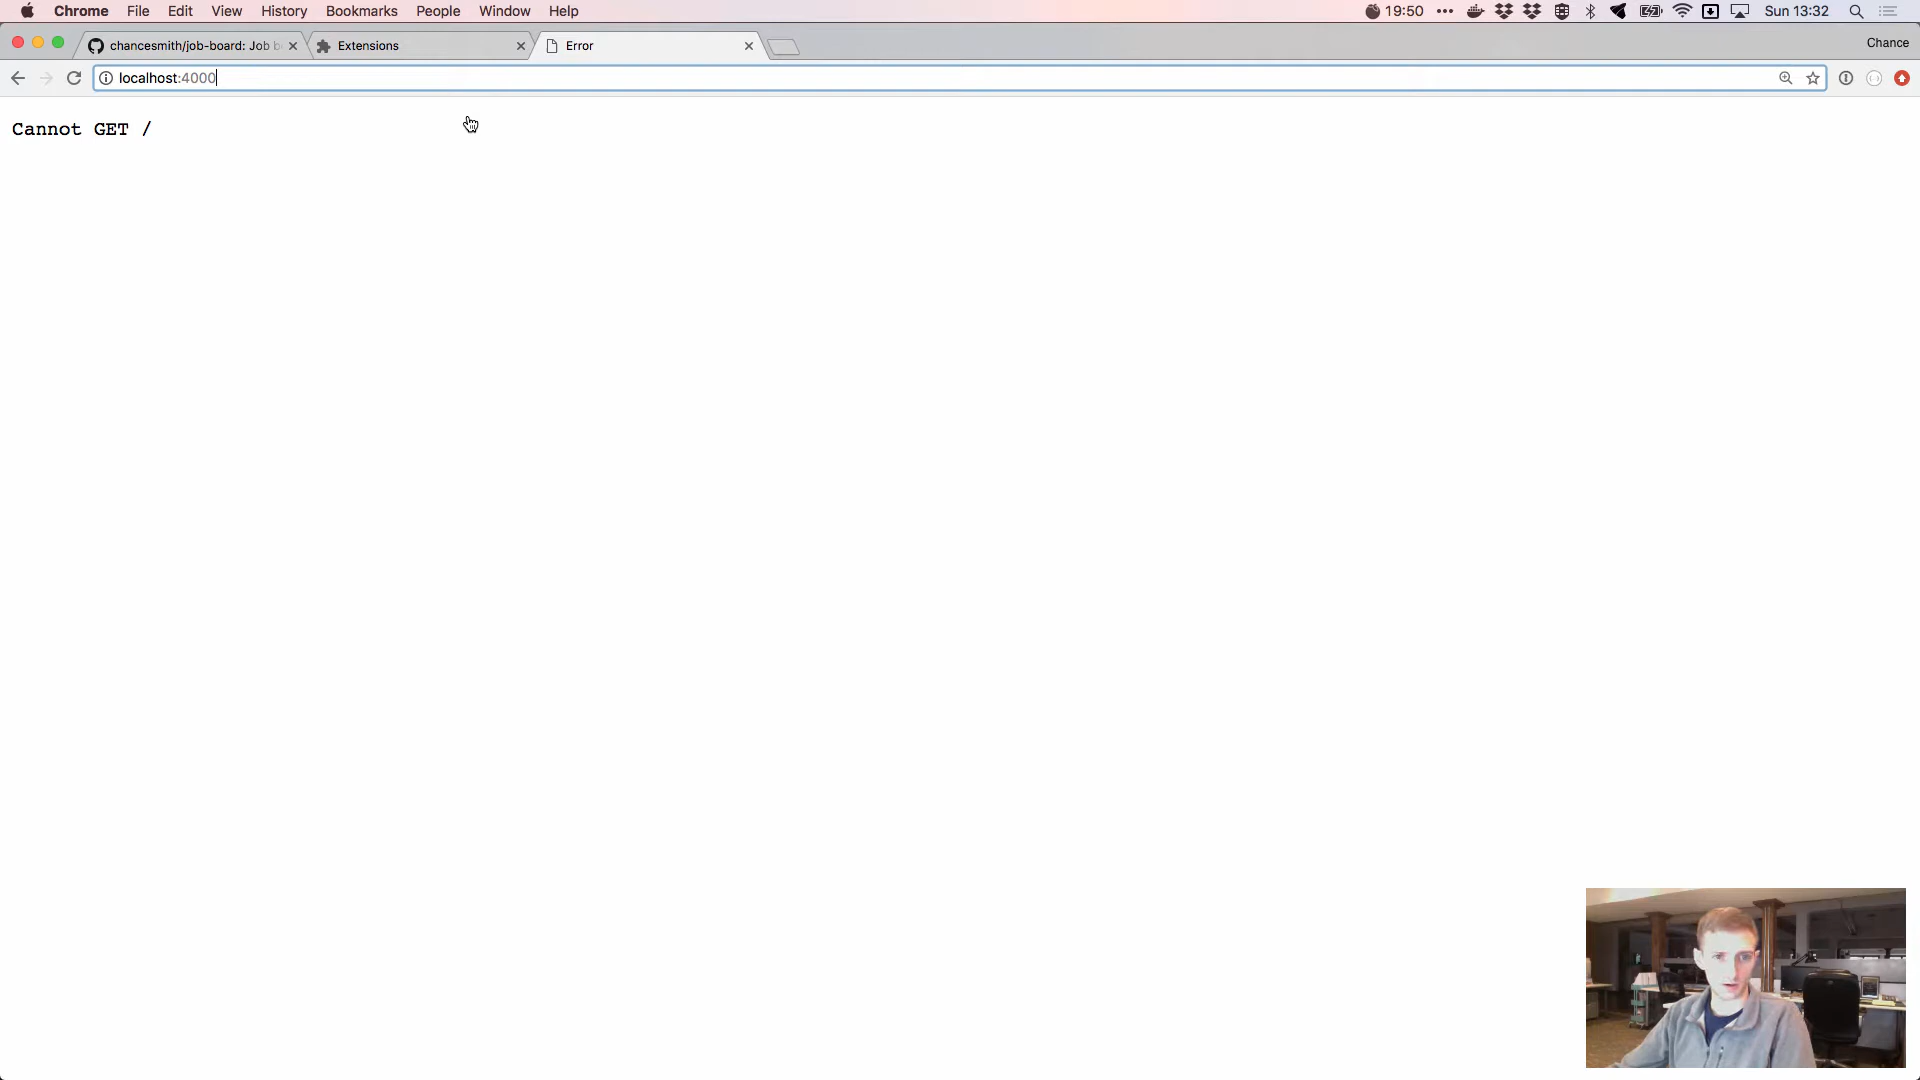 Chrome File Edit View History Bookmarks People Window Help 19:50 Sun 13:32
chancesmith/job-board: Job b Extensions Error Chance
localhost:4000
Cannot GET /